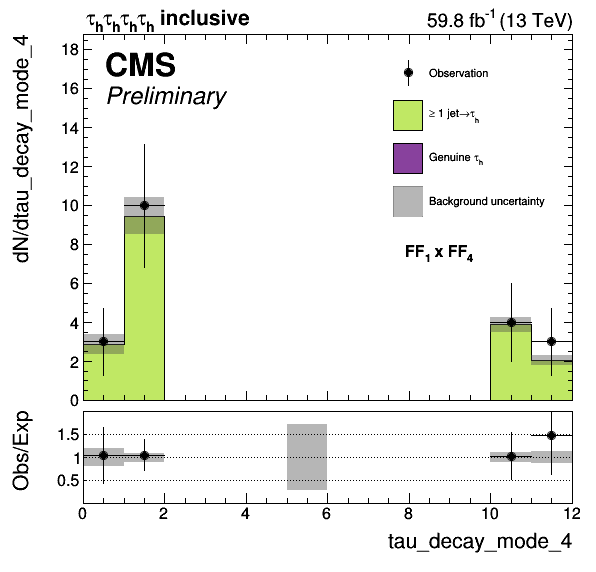 τhτhτhτh inclusive
59.8 fb-1 (13 TeV)
CMS
Preliminary
Observation
≥ 1 jet→τh
Genuine τh
Background uncertainty
FF1 x FF4
dN/dtau_decay_mode_4
18
16
14
12
10
8
6
4
2
0
Obs/Exp
1.5
1
0.5
0 2 4 6 8 10 12
tau_decay_mode_4